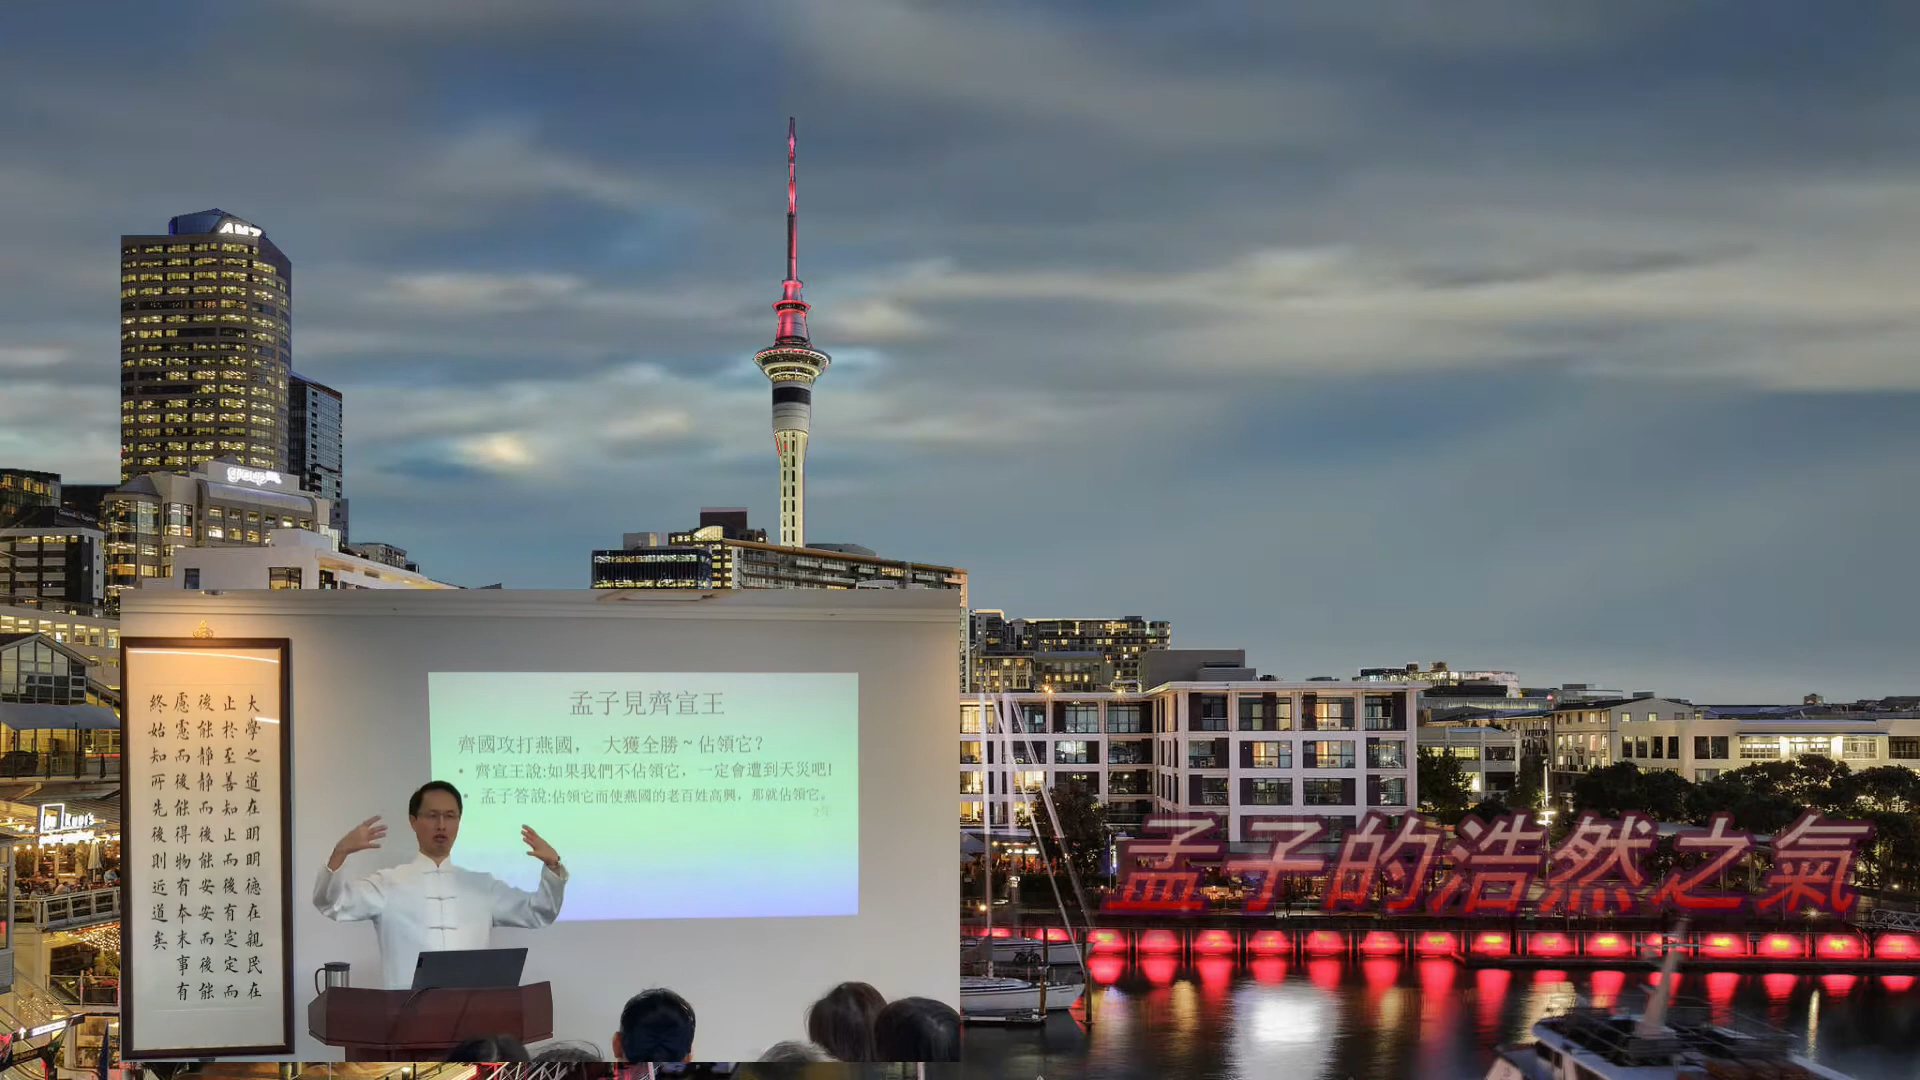 ANZ
group
孟子見齊宣王
齊國攻打燕國， 大獲全勝～佔領它？
• 齊宣王說:如果我們不佔領它，一定會遭到天災吧!
• 孟子答說:佔領它而使燕國的老百姓高興，那就佔領它。
大學之道在明明德在親民在
止於至善知止而後有定定而
後能靜靜而後能安安而後能
慮慮而後能得物有本末事有
終始知所先後則近道矣
孟子的浩然之氣